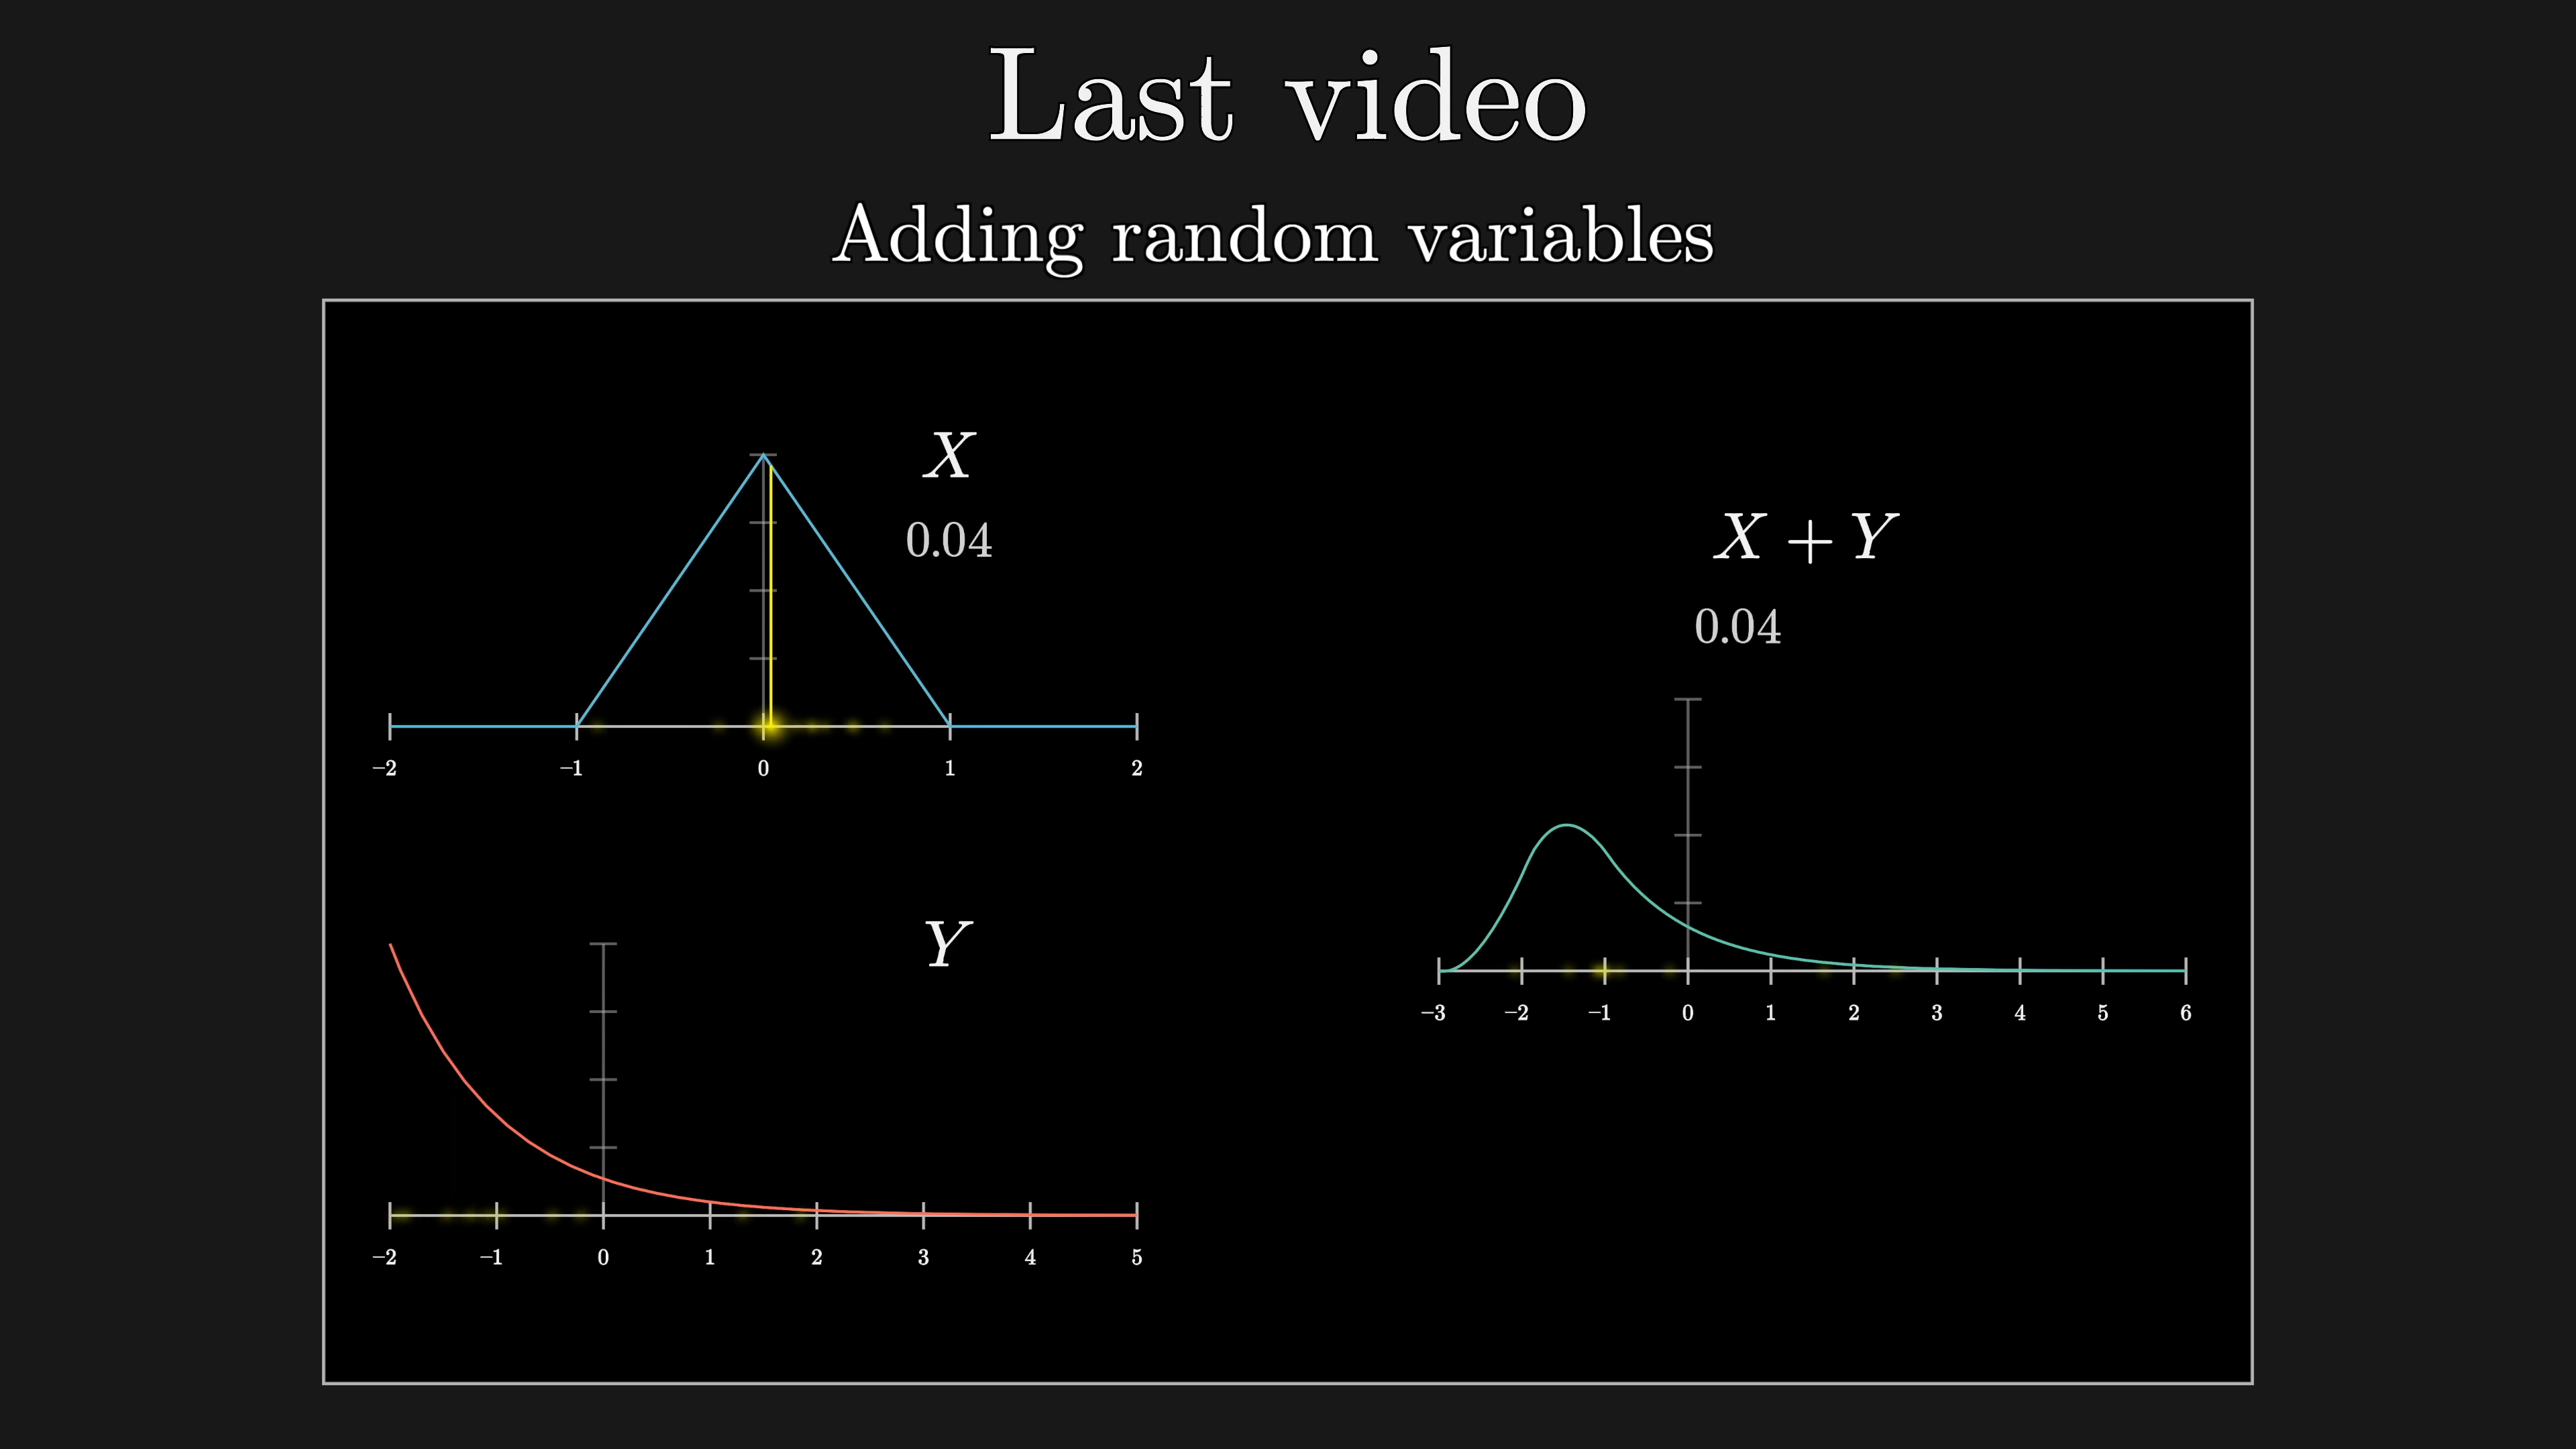 Last video
Adding random variables
X
0.04
−2 −1 0 1 2
Y
−2 −1 0 1 2 3 4 5
X + Y
0.04
−3 −2 −1 0 1 2 3 4 5 6